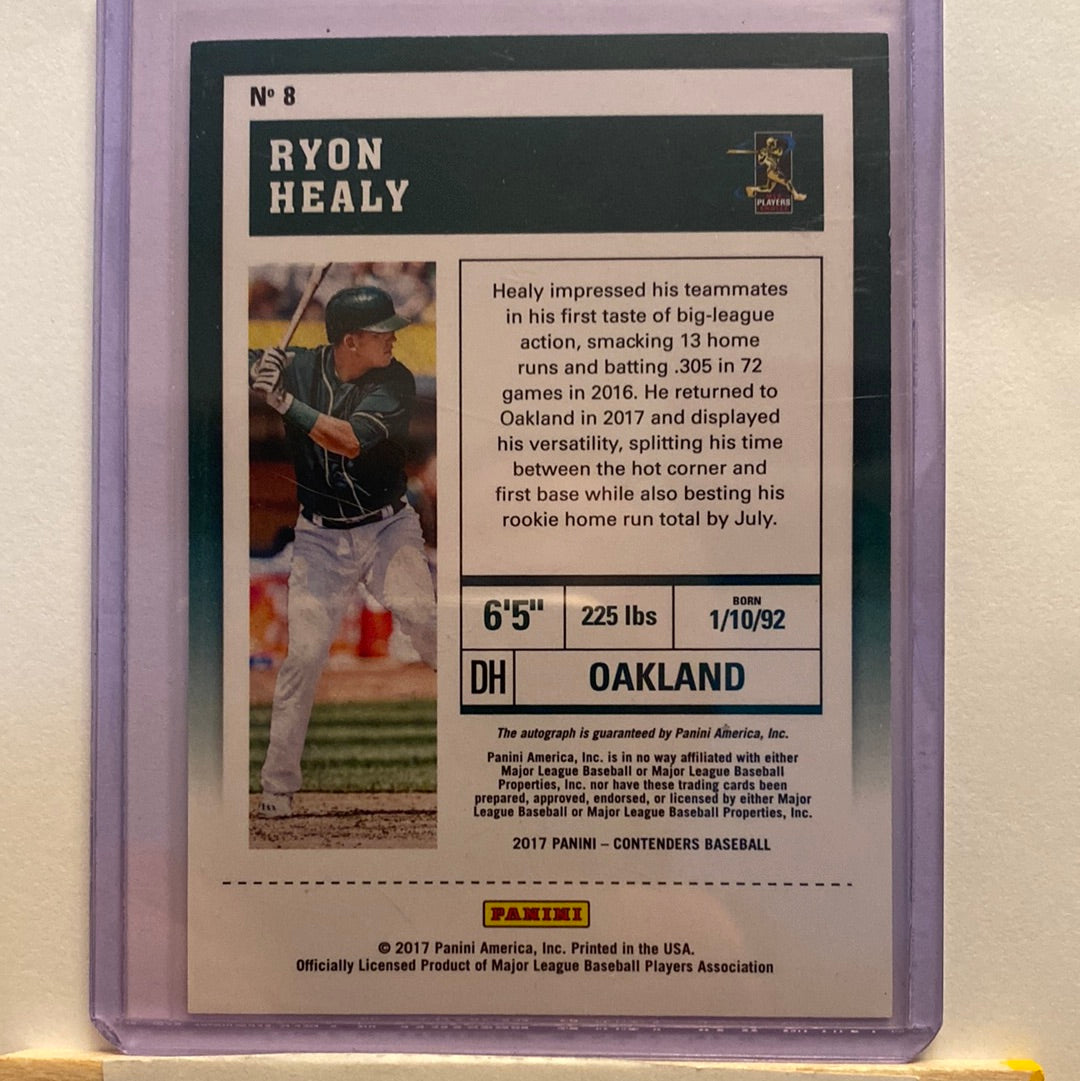 Nº 8
RYON
HEALY
PLAYERS
Healy impressed his teammates
in his first taste of big-league
action, smacking 13 home
runs and batting .305 in 72
games in 2016. He returned to
Oakland in 2017 and displayed
his versatility, splitting his time
between the hot corner and
first base while also besting his
rookie home run total by July.
6'5" 225 lbs BORN 1/10/92
DH OAKLAND
The autograph is guaranteed by Panini America, Inc.
Panini America, Inc. is in no way affiliated with either
Major League Baseball or Major League Baseball
Properties, Inc. nor have these trading cards been
prepared, approved, endorsed, or licensed by either Major
League Baseball or Major League Baseball Properties, Inc.
2017 PANINI – CONTENDERS BASEBALL
PANINI
© 2017 Panini America, Inc. Printed in the USA.
Officially Licensed Product of Major League Baseball Players Association